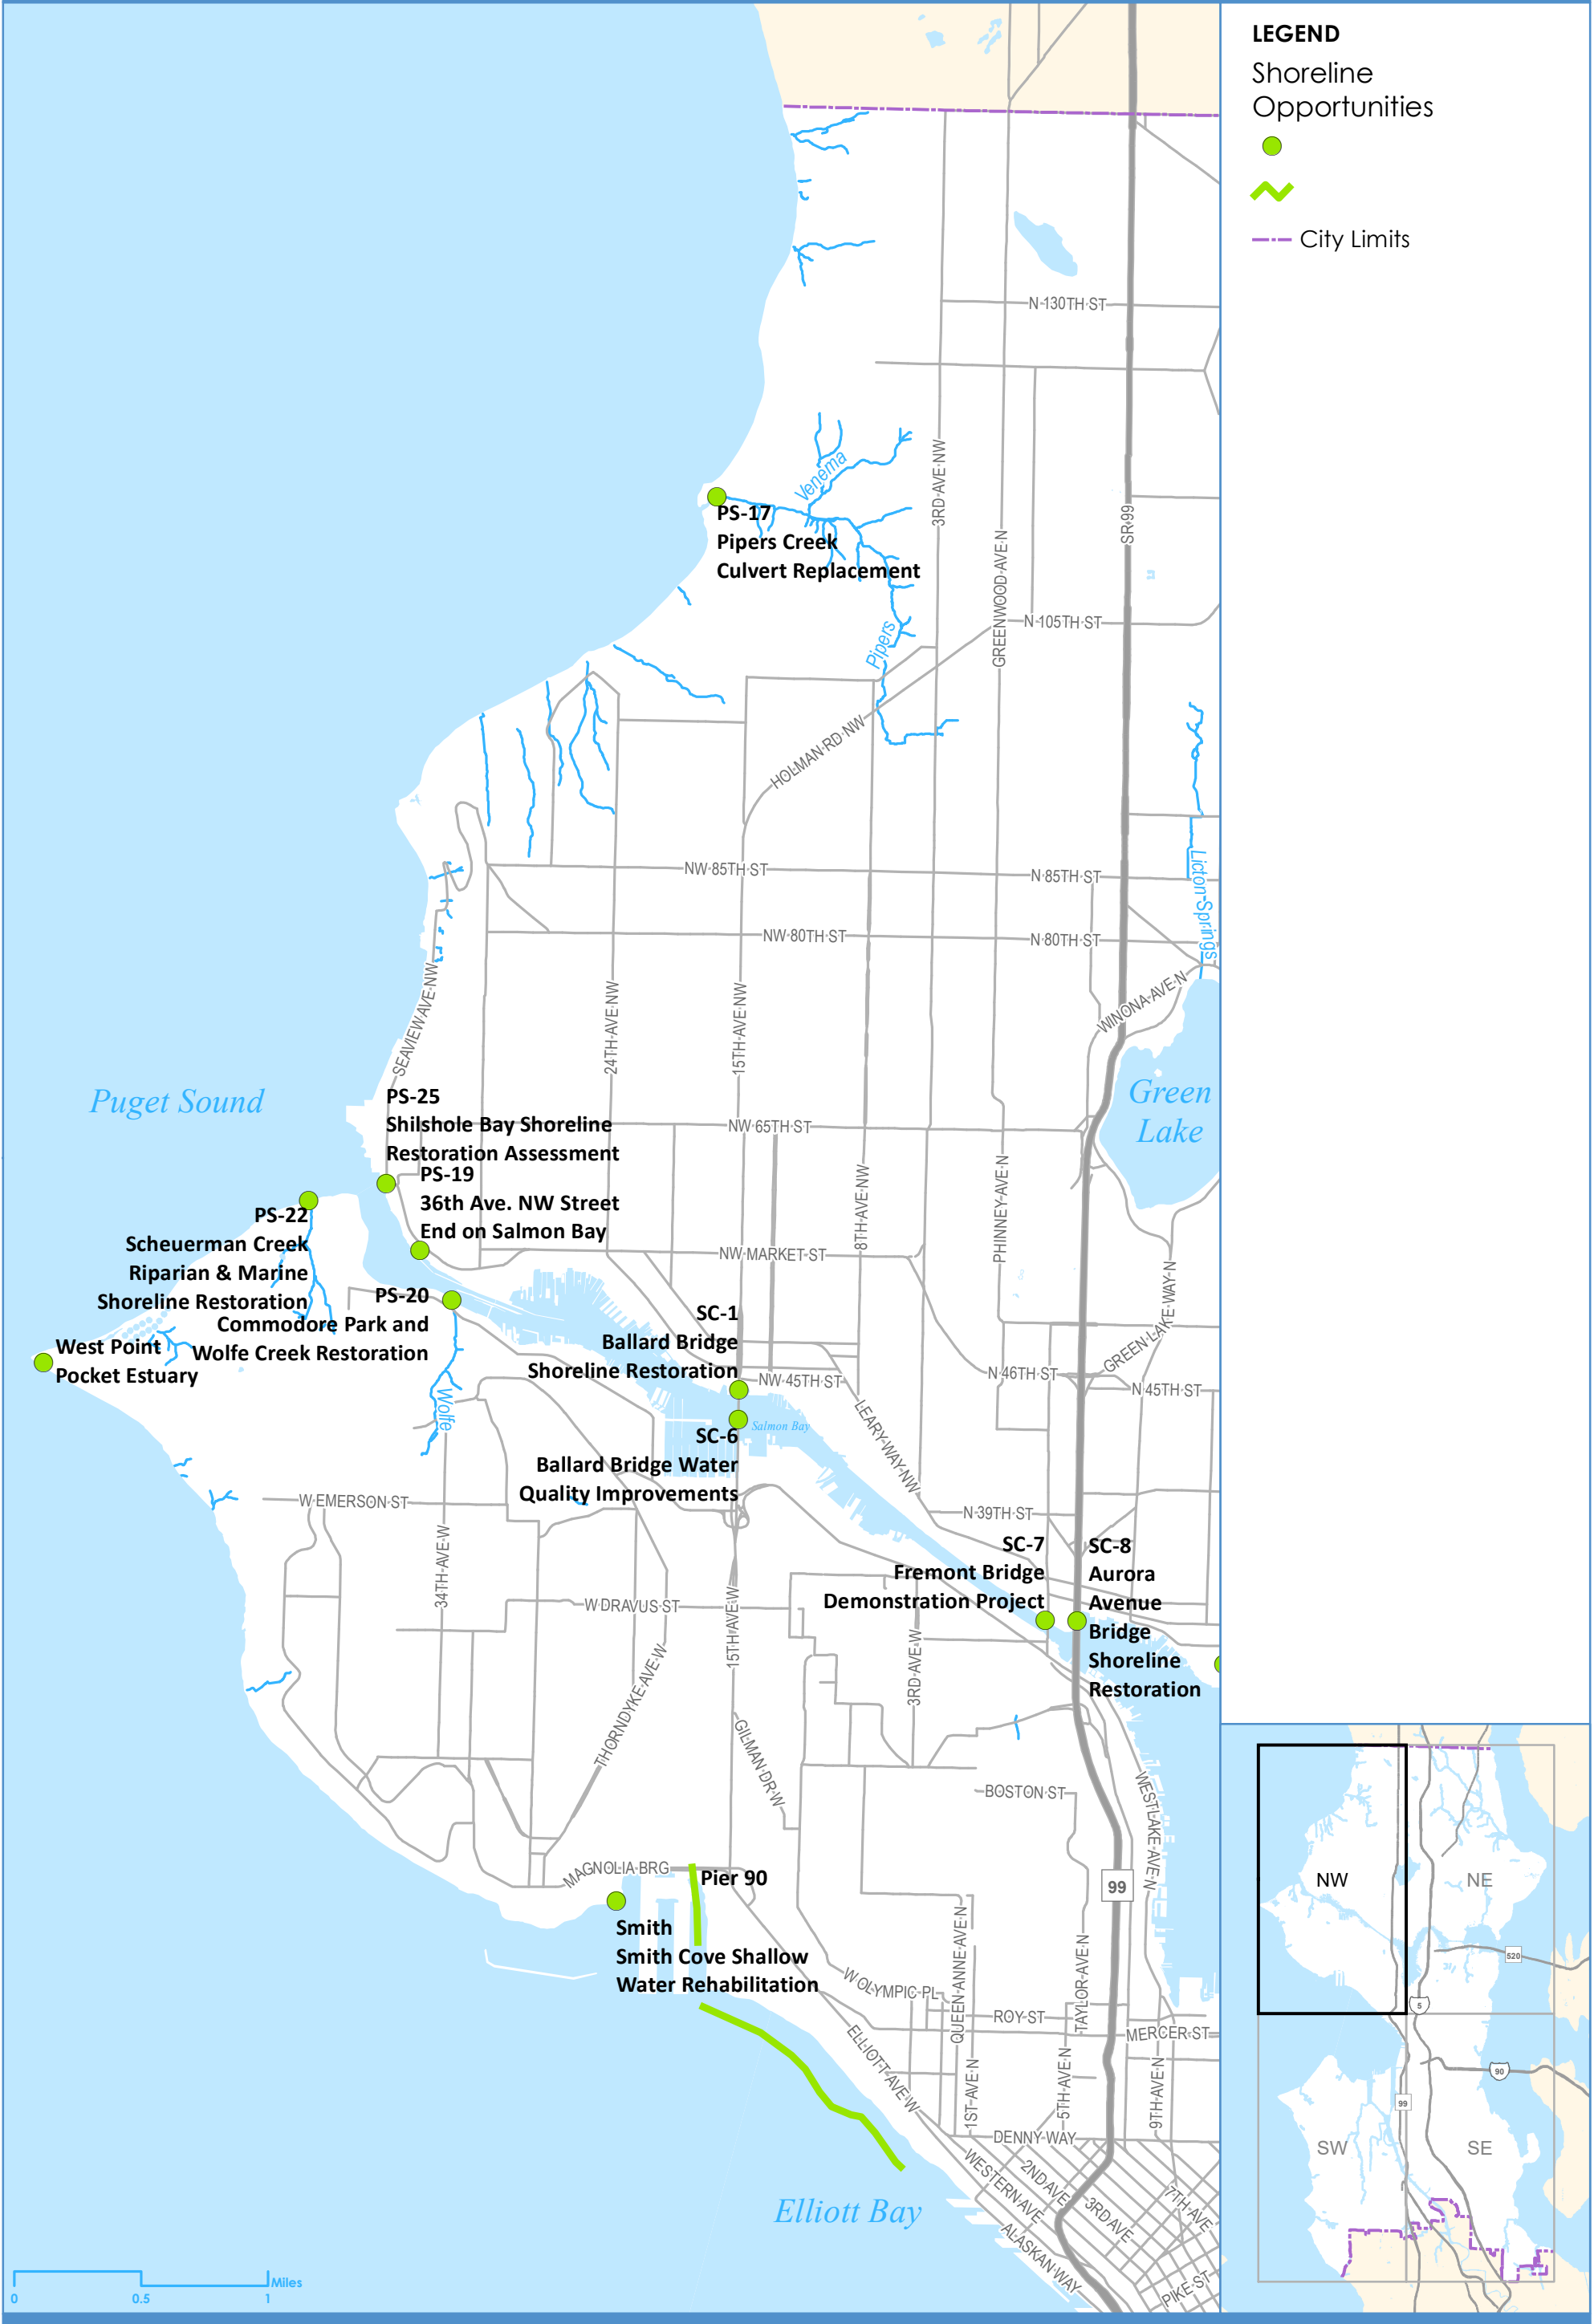 LEGEND
Shoreline
Opportunities
City Limits
N 130TH ST
3RD AVE NW
GREENWOOD AVE N
SR 99
Venema
PS-17
Pipers Creek
Culvert Replacement
Pipers
N 105TH ST
HOLMAN RD NW
NW 85TH ST
N 85TH ST
Licton Springs
NW 80TH ST
N 80TH ST
SEAVIEW AVE NW
24TH AVE NW
15TH AVE NW
WINONA AVE N
Puget Sound
Green
Lake
PS-25
Shilshole Bay Shoreline
Restoration Assessment
NW 65TH ST
PS-19
36th Ave. NW Street
End on Salmon Bay
8TH AVE NW
PHINNEY AVE N
PS-22
Scheuerman Creek
Riparian & Marine
Shoreline Restoration
NW MARKET ST
PS-20
Commodore Park and
Wolfe Creek Restoration
West Point
Pocket Estuary
SC-1
Ballard Bridge
Shoreline Restoration
NW 45TH ST
GREEN LAKE WAY N
N 46TH ST
N 45TH ST
Wolfe
Salmon Bay
SC-6
Ballard Bridge Water
Quality Improvements
LEARY WAY NW
W EMERSON ST
N 39TH ST
34TH AVE W
SC-7
Fremont Bridge
Demonstration Project
SC-8
Aurora
Avenue
Bridge
Shoreline
Restoration
W DRAVUS ST
15TH AVE W
3RD AVE W
THORNDYKE AVE W
GILMAN DR W
BOSTON ST
WESTLAKE AVE N
MAGNOLIA BRG
Pier 90
99
Smith
Smith Cove Shallow
Water Rehabilitation
W OLYMPIC PL
QUEEN ANNE AVE N
TAYLOR AVE N
ROY ST
MERCER ST
ELLIOTT AVE W
1ST AVE N
5TH AVE N
9TH AVE N
DENNY WAY
WESTERN AVE
2ND AVE
3RD AVE
7TH AVE
ALASKAN WAY
PIKE ST
Elliott Bay
Miles
0
0.5
1
NW
NE
520
5
90
99
SW
SE